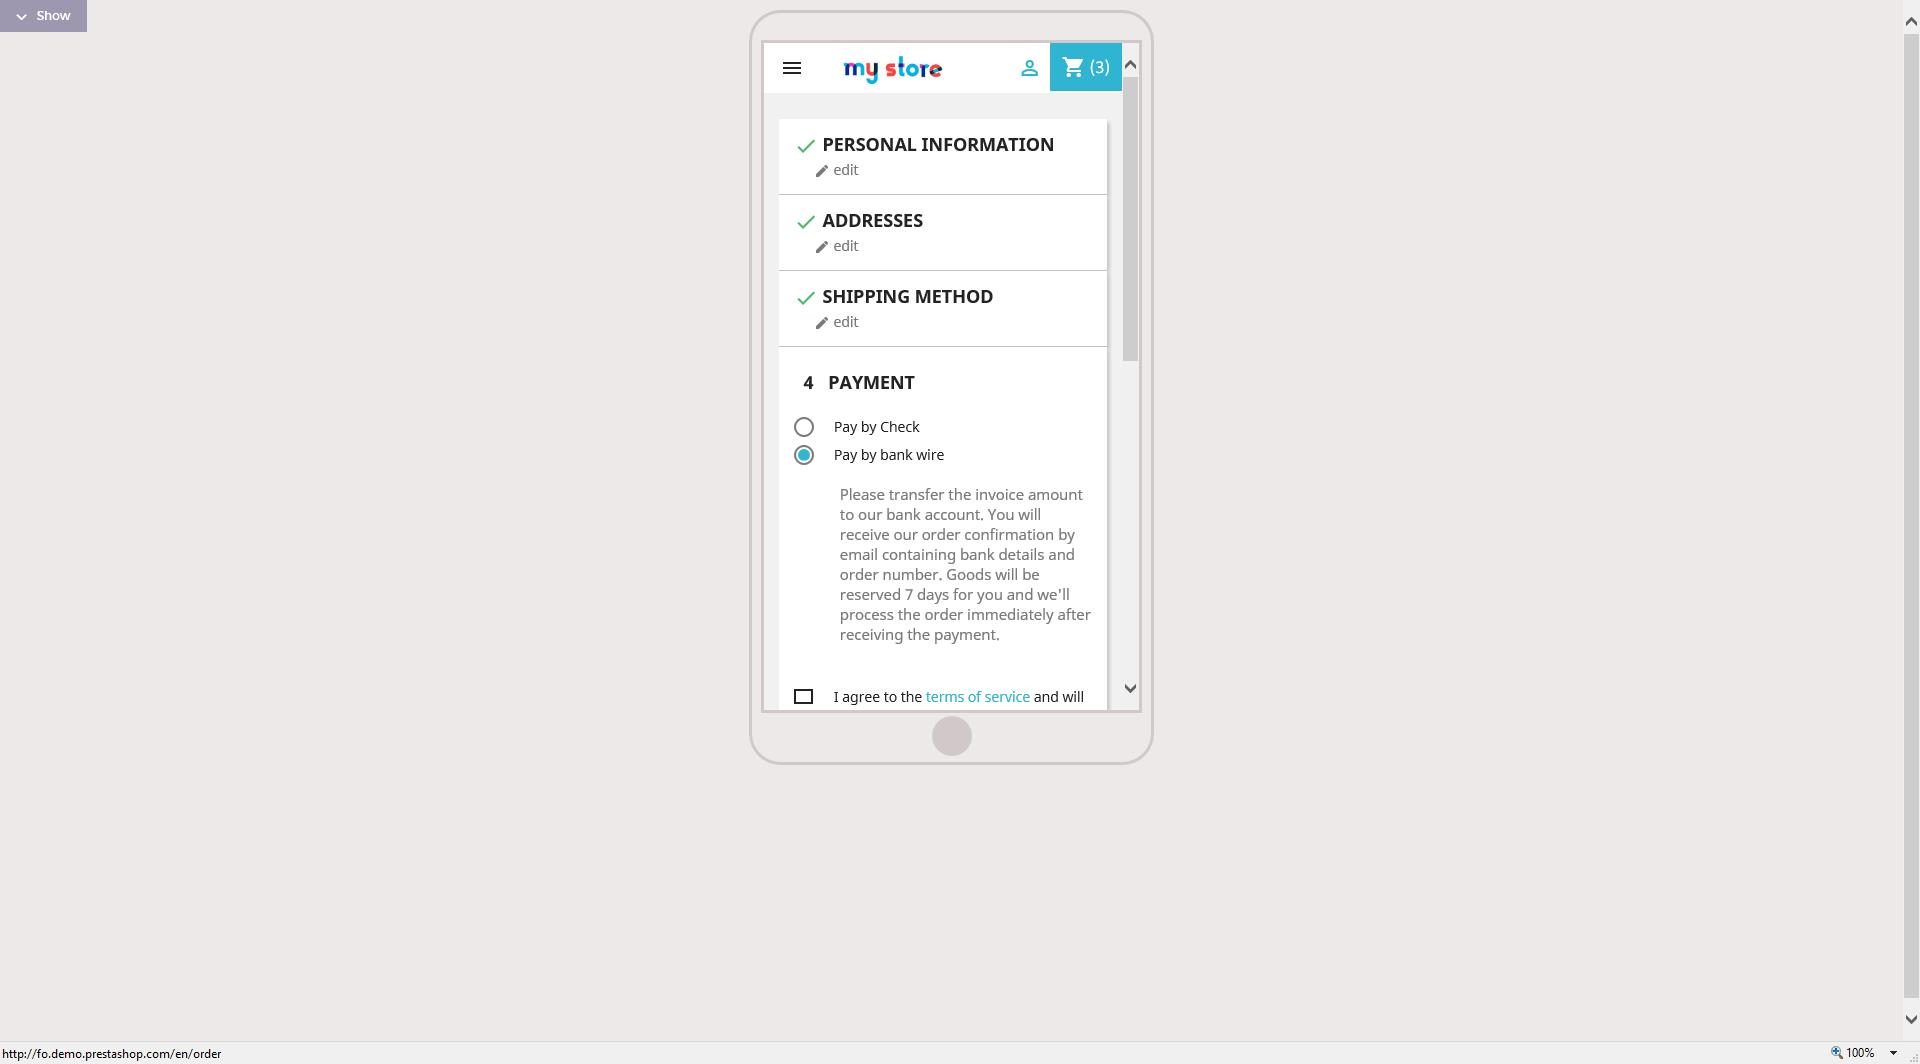 Show
my store
(3)
PERSONAL INFORMATION
edit
ADDRESSES
edit
SHIPPING METHOD
edit
4 PAYMENT
Pay by Check
Pay by bank wire
Please transfer the invoice amount
to our bank account. You will
receive our order confirmation by
email containing bank details and
order number. Goods will be
reserved 7 days for you and we'll
process the order immediately after
receiving the payment.
I agree to the terms of service and will
http://fo.demo.prestashop.com/en/order
100%